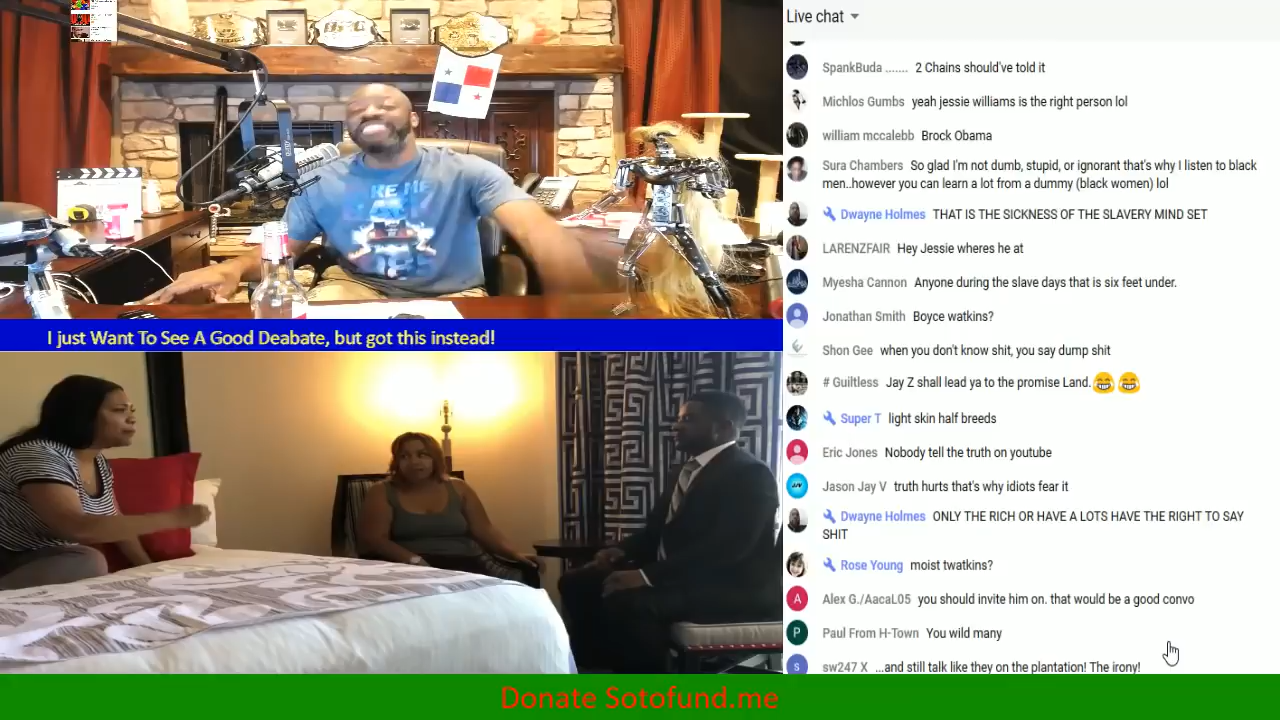 I just Want To See A Good Deabate, but got this instead!
Live chat
SpankBuda ....... 2 Chains should've told it
Michlos Gumbs yeah jessie williams is the right person lol
william mccalebb Brock Obama
Sura Chambers So glad I'm not dumb, stupid, or ignorant that's why I listen to black
men..however you can learn a lot from a dummy (black women) lol
Dwayne Holmes THAT IS THE SICKNESS OF THE SLAVERY MIND SET
LARENZFAIR Hey Jessie wheres he at
Myesha Cannon Anyone during the slave days that is six feet under.
Jonathan Smith Boyce watkins?
Shon Gee when you don't know shit, you say dump shit
# Guiltless Jay Z shall lead ya to the promise Land.😂😂
Super T light skin half breeds
Eric Jones Nobody tell the truth on youtube
Jason Jay V truth hurts that's why idiots fear it
Dwayne Holmes ONLY THE RICH OR HAVE A LOTS HAVE THE RIGHT TO SAY
SHIT
Rose Young moist twatkins?
A
Alex G./AacaL05 you should invite him on. that would be a good convo
P
Paul From H-Town You wild many
s
sw247 X ...and still talk like they on the plantation! The irony!
Donate Sotofund.me